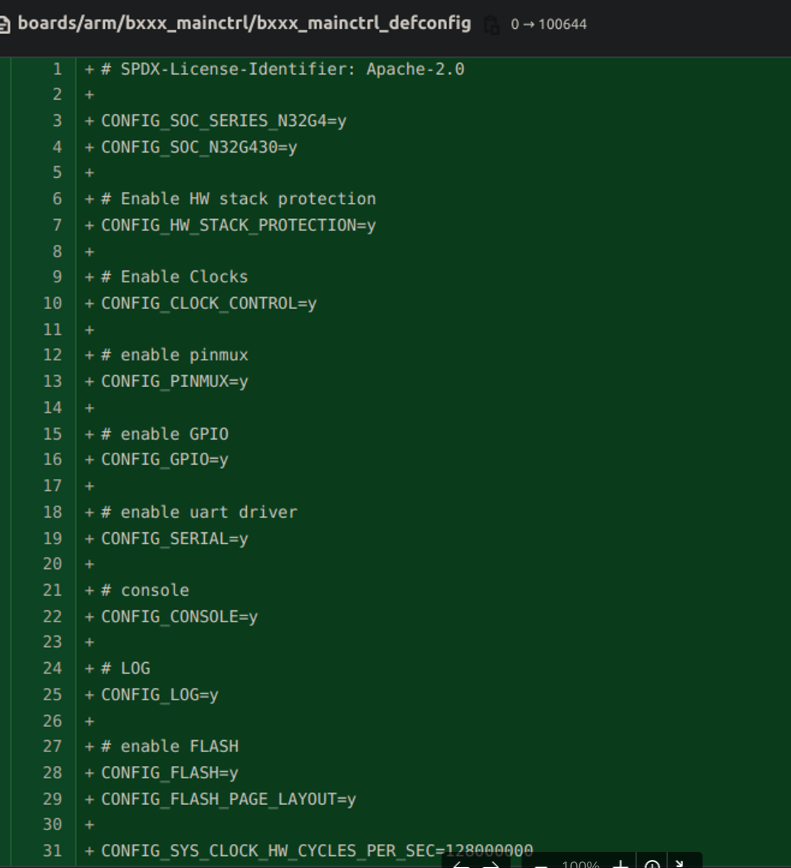 boards/arm/bxxx_mainctrl/bxxx_mainctrl_defconfig 0 → 100644
1 + # SPDX-License-Identifier: Apache-2.0
2 +
3 + CONFIG_SOC_SERIES_N32G4=y
4 + CONFIG_SOC_N32G430=y
5 +
6 + # Enable HW stack protection
7 + CONFIG_HW_STACK_PROTECTION=y
8 +
9 + # Enable Clocks
10 + CONFIG_CLOCK_CONTROL=y
11 +
12 + # enable pinmux
13 + CONFIG_PINMUX=y
14 +
15 + # enable GPIO
16 + CONFIG_GPIO=y
17 +
18 + # enable uart driver
19 + CONFIG_SERIAL=y
20 +
21 + # console
22 + CONFIG_CONSOLE=y
23 +
24 + # LOG
25 + CONFIG_LOG=y
26 +
27 + # enable FLASH
28 + CONFIG_FLASH=y
29 + CONFIG_FLASH_PAGE_LAYOUT=y
30 +
31 + CONFIG_SYS_CLOCK_HW_CYCLES_PER_SEC=128000000
100%